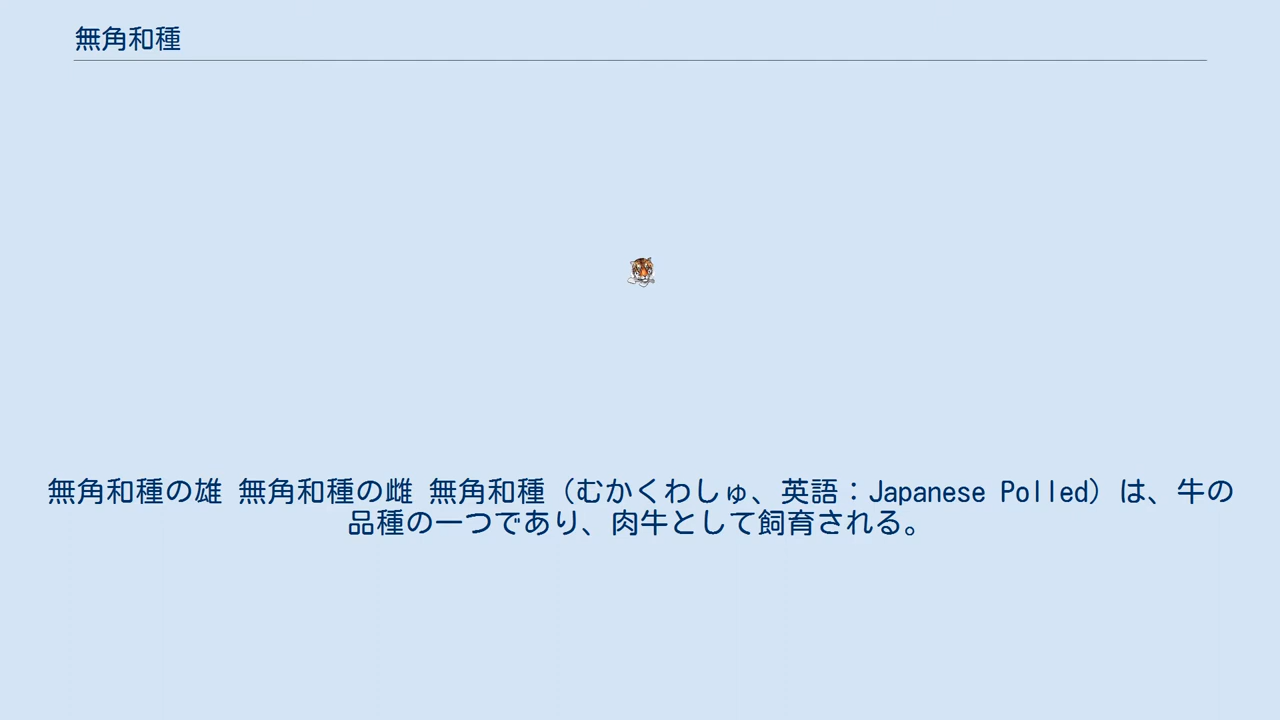 無角和種
無角和種の雄 無角和種の雌 無角和種（むかくわしゅ、英語：Japanese Polled）は、牛の
品種の一つであり、肉牛として飼育される。